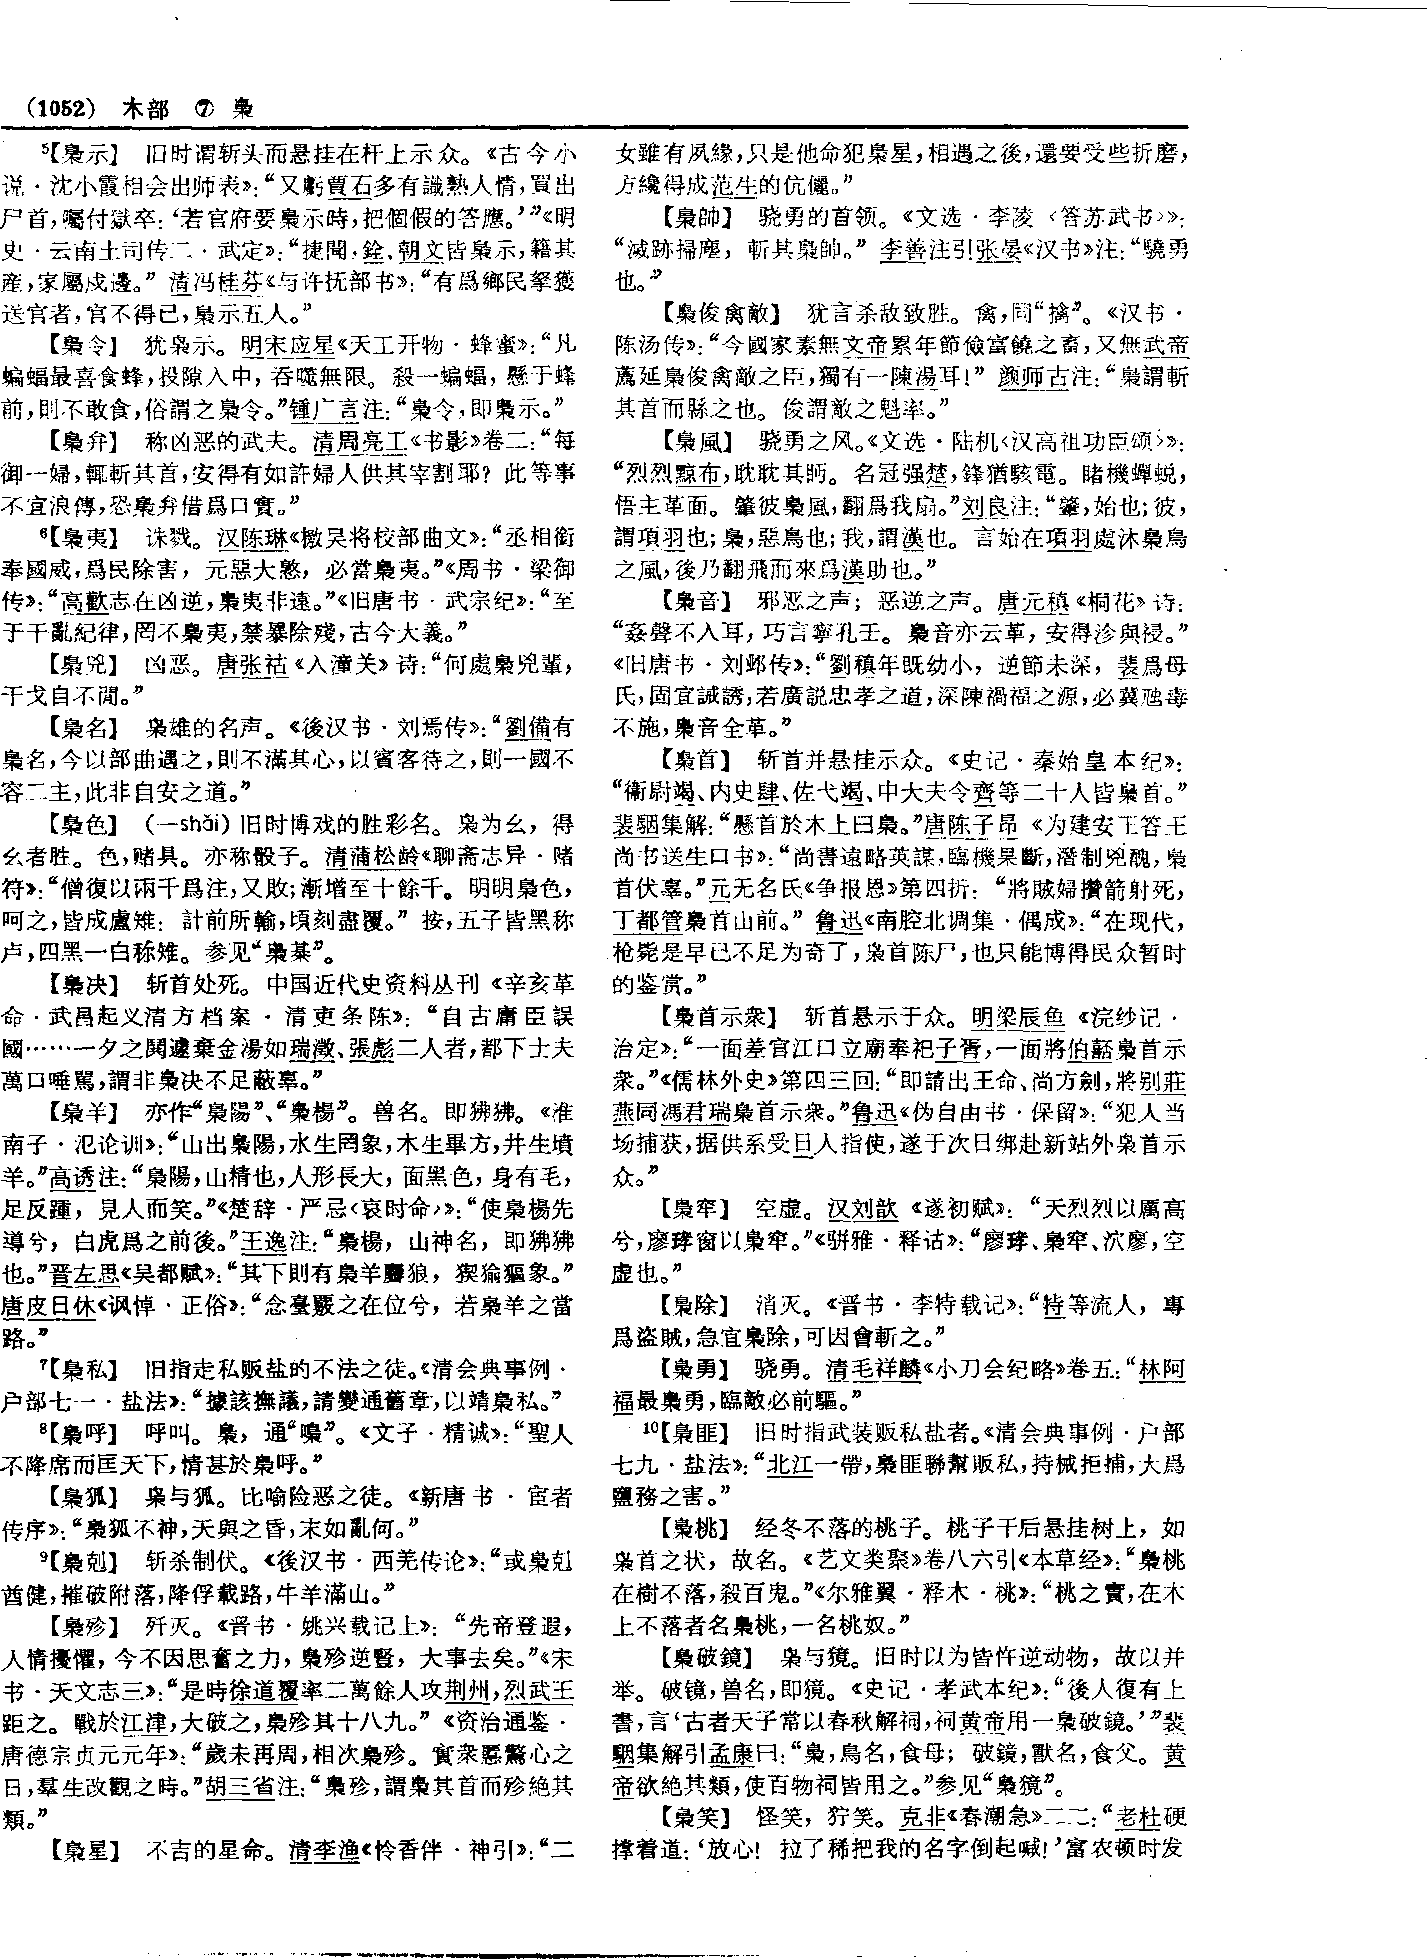 (1052) 木部 ⑦ 梟
⁵【梟示】 旧时谓斩头而悬挂在杆上示众。《古今小
说·沈小霞相会出师表》：“又虧賈石多有識熟人情，買出
尸首，囑付獄卒：‘若官府要梟示時，把個假的答應。’”《明
史·云南土司传二·武定》：“捷聞，銓、朝文皆梟示，籍其
産，家屬戍邊。” 清冯桂芬《与许抚部书》：“有爲鄉民拏獲
送官者，官不得已，梟示五人。”
【梟令】 犹枭示。明宋应星《天工开物·蜂蜜》：“凡
蝙蝠最喜食蜂，投隙入中，吞噬無限。殺一蝙蝠，懸于蜂
前，則不敢食，俗謂之梟令。”锺广言注：“枭令，即枭示。”
【梟弁】 称凶恶的武夫。清周亮工《书影》卷二：“每
御一婦，輒斬其首，安得有如許婦人供其宰割耶？此等事
不宜浪傳，恐梟弁借爲口實。”
⁶【梟夷】 诛戮。汉陈琳《檄吴将校部曲文》：“丞相銜
奉國威，爲民除害，元惡大憝，必當梟夷。”《周书·梁御
传》：“高歡志在凶逆，梟夷非遠。”《旧唐书·武宗纪》：“至
于干亂紀律，罔不梟夷，禁暴除殘，古今大義。”
【梟兇】 凶恶。唐张祜《入潼关》诗：“何處梟兇輩，
干戈自不閒。”
【梟名】 枭雄的名声。《後汉书·刘焉传》：“劉備有
梟名，今以部曲遇之，則不滿其心，以賓客待之，則一國不
容二主，此非自安之道。”
【梟色】 （—shǎi）旧时博戏的胜彩名。枭为幺，得
幺者胜。色，赌具。亦称骰子。清蒲松龄《聊斋志异·赌
符》：“僧復以兩千爲注，又敗；漸增至十餘千。明明梟色，
呵之，皆成盧雉：計前所輸，頃刻盡覆。” 按，五子皆黑称
卢，四黑一白称雉。参见“梟棊”。
【梟决】 斩首处死。中国近代史资料丛刊《辛亥革
命·武昌起义清方档案·清吏条陈》：“自古庸臣誤
國……一夕之鬨遽棄金湯如瑞澂、張彪二人者，都下士夫
萬口唾駡，謂非梟决不足蔽辜。”
【梟羊】 亦作“梟陽”、“梟楊”。兽名。即狒狒。《淮
南子·氾论训》：“山出梟陽，水生罔象，木生畢方，井生墳
羊。”高诱注：“梟陽，山精也，人形長大，面黑色，身有毛，
足反踵，見人而笑。”《楚辞·严忌〈哀时命〉》：“使梟楊先
導兮，白虎爲之前後。”王逸注：“梟楊，山神名，即狒狒
也。”晋左思《吴都赋》：“其下則有梟羊麡狼，猰㺄貙象。”
唐皮日休《讽悼·正俗》：“念臺䫉之在位兮，若梟羊之當
路。”
⁷【梟私】 旧指走私贩盐的不法之徒。《清会典事例·
户部七一·盐法》：“據該撫議，請變通舊章，以靖梟私。”
⁸【梟呼】 呼叫。梟，通“嘄”。《文子·精诚》：“聖人
不降席而匡天下，情甚於梟呼。”
【梟狐】 枭与狐。比喻险恶之徒。《新唐书·宦者
传序》：“梟狐不神，天與之昏，末如亂何。”
⁹【梟剋】 斩杀制伏。《後汉书·西羌传论》：“或梟剋
酋健，摧破附落，降俘載路，牛羊滿山。”
【梟殄】 歼灭。《晋书·姚兴载记上》：“先帝登遐，
人情擾懼，今不因思奮之力，梟殄逆豎，大事去矣。”《宋
书·天文志三》：“是時徐道覆率二萬餘人攻荆州，烈武王
距之。戰於江津，大破之，梟殄其十八九。” 《资治通鉴·
唐德宗贞元元年》：“歲未再周，相次梟殄。實衆慝驚心之
日，羣生改觀之時。”胡三省注：“梟殄，謂梟其首而殄絶其
類。”
【梟星】 不吉的星命。清李渔《怜香伴·神引》：“二
女雖有夙緣，只是他命犯梟星，相遇之後，還要受些折磨，
方纔得成范生的伉儷。”
【梟帥】 骁勇的首领。《文选·李陵〈答苏武书〉》：
“滅跡掃塵，斬其梟帥。” 李善注引张晏《汉书》注：“驍勇
也。”
【梟俊禽敵】 犹言杀敌致胜。禽，同“擒”。《汉书·
陈汤传》：“今國家素無文帝累年節儉富饒之畜，又無武帝
薦延梟俊禽敵之臣，獨有一陳湯耳！” 颜师古注：“梟謂斬
其首而縣之也。俊謂敵之魁率。”
【梟風】 骁勇之风。《文选·陆机〈汉高祖功臣颂〉》：
“烈烈黥布，眈眈其眄。名冠强楚，鋒猶駭電。睹機蟬蜕，
悟主革面。肇彼梟風，翻爲我扇。”刘良注：“肇，始也；彼，
謂項羽也；梟，惡鳥也；我，謂漢也。言始在項羽處沐梟鳥
之風，後乃翻飛而來爲漢助也。”
【梟音】 邪恶之声；恶逆之声。唐元稹《桐花》诗：
“姦聲不入耳，巧言寧孔壬。梟音亦云革，安得沴與祲。”
《旧唐书·刘邺传》：“劉稹年既幼小，逆節未深，裴爲母
氏，固宜誡誘，若廣説忠孝之道，深陳禍福之源，必冀虺毒
不施，梟音全革。”
【梟首】 斩首并悬挂示众。《史记·秦始皇本纪》：
“衞尉竭、内史肆、佐弋竭、中大夫令齊等二十人皆梟首。”
裴駰集解：“懸首於木上曰梟。”唐陈子昂《为建安王答王
尚书送生口书》：“尚書遠略英謀，臨機果斷，潛制兇醜，梟
首伏辜。”元无名氏《争报恩》第四折：“將賊婦攢箭射死，
丁都管梟首山前。” 鲁迅《南腔北调集·偶成》：“在现代，
枪毙是早已不足为奇了，枭首陈尸，也只能博得民众暂时
的鉴赏。”
【梟首示衆】 斩首悬示于众。明梁辰鱼《浣纱记·
治定》：“一面差官江口立廟奉祀子胥，一面將伯嚭梟首示
衆。”《儒林外史》第四三回：“即請出王命、尚方劍，將别莊
燕同馮君瑞梟首示衆。”鲁迅《伪自由书·保留》：“犯人当
场捕获，据供系受日人指使，遂于次日绑赴新站外枭首示
众。”
【梟牢】 空虚。汉刘歆《遂初赋》：“天烈烈以厲高
兮，廖𤥭窗以梟牢。”《骈雅·释诂》：“廖𤥭、梟牢、泬廖，空
虚也。”
【梟除】 消灭。《晋书·李特载记》：“特等流人，專
爲盜賊，急宜梟除，可因會斬之。”
【梟勇】 骁勇。清毛祥麟《小刀会纪略》卷五：“林阿
福最梟勇，臨敵必前驅。”
¹⁰【梟匪】 旧时指武装贩私盐者。《清会典事例·户部
七九·盐法》：“北江一帶，梟匪聯幫販私，持械拒捕，大爲
鹽務之害。”
【梟桃】 经冬不落的桃子。桃子干后悬挂树上，如
枭首之状，故名。《艺文类聚》卷八六引《本草经》：“梟桃
在樹不落，殺百鬼。”《尔雅翼·释木·桃》：“桃之實，在木
上不落者名梟桃，一名桃奴。”
【梟破鏡】 枭与獍。旧时以为皆忤逆动物，故以并
举。破镜，兽名，即獍。《史记·孝武本纪》：“後人復有上
書，言‘古者天子常以春秋解祠，祠黄帝用一梟破鏡。’”裴
駰集解引孟康曰：“梟，鳥名，食母；破鏡，獸名，食父。黄
帝欲絶其類，使百物祠皆用之。”参见“梟獍”。
【梟笑】 怪笑，狞笑。克非《春潮急》二二：“老杜硬
撑着道：‘放心！拉了稀把我的名字倒起喊！’富农顿时发